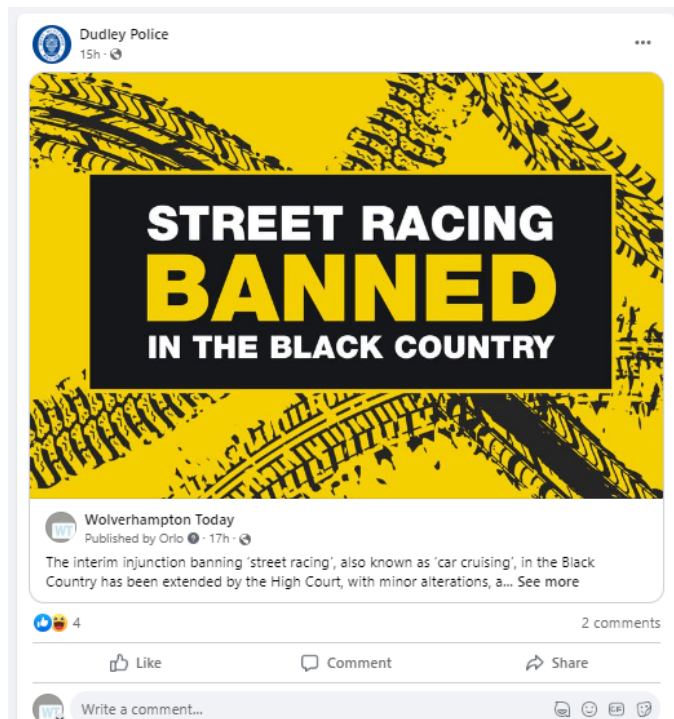 Dudley Police
15h ·
STREET RACING
BANNED
IN THE BLACK COUNTRY
WT
Wolverhampton Today
Published by Orlo · 17h ·
The interim injunction banning 'street racing', also known as 'car cruising', in the Black
Country has been extended by the High Court, with minor alterations, a... See more
4
2 comments
Like
Comment
Share
WT
Write a comment...
GIF